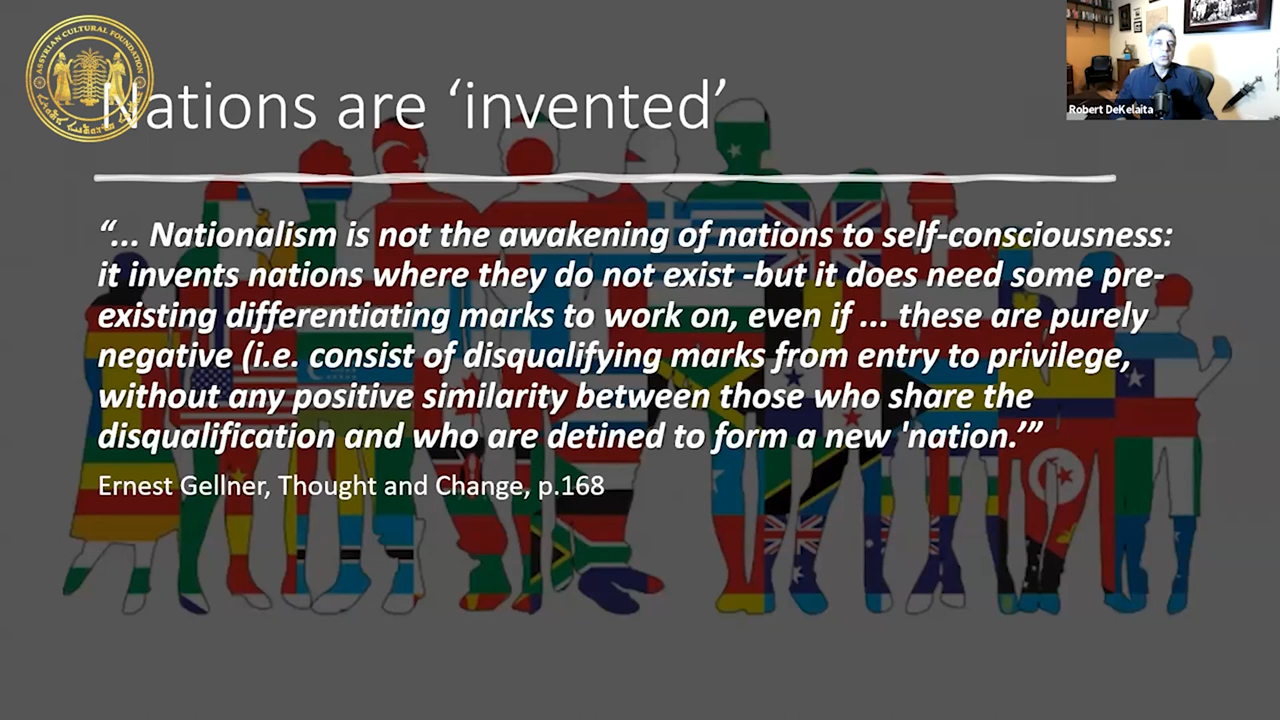 ASSYRIAN CULTURAL FOUNDATION
Nations are ‘invented’
Robert DeKelaita
“... Nationalism is not the awakening of nations to self-consciousness:
it invents nations where they do not exist -but it does need some pre-
existing differentiating marks to work on, even if ... these are purely
negative (i.e. consist of disqualifying marks from entry to privilege,
without any positive similarity between those who share the
disqualification and who are detined to form a new 'nation.’”
Ernest Gellner, Thought and Change, p.168